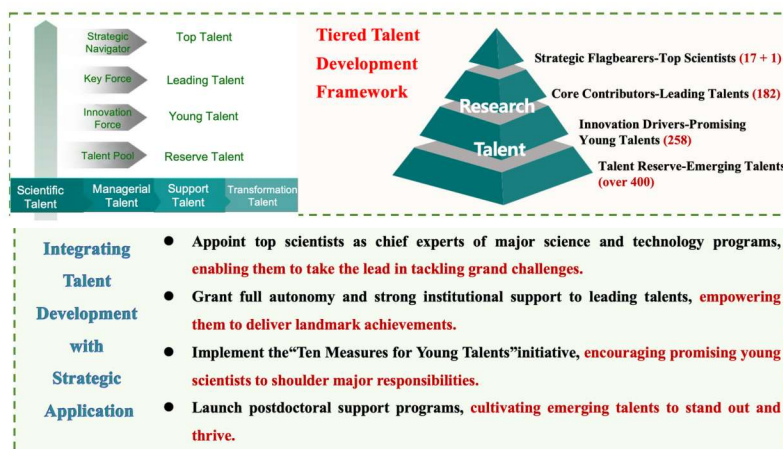 Strategic
Navigator
Top Talent
Key Force
Leading Talent
Innovation
Force
Young Talent
Talent Pool
Reserve Talent
Scientific
Talent
Managerial
Talent
Support
Talent
Transformation
Talent
Tiered Talent
Development
Framework
Research
Talent
Strategic Flagbearers-Top Scientists (17 + 1)
Core Contributors-Leading Talents (182)
Innovation Drivers-Promising
Young Talents (258)
Talent Reserve-Emerging Talents
(over 400)
Integrating
Talent
Development
with
Strategic
Application
● Appoint top scientists as chief experts of major science and technology programs,
enabling them to take the lead in tackling grand challenges.
● Grant full autonomy and strong institutional support to leading talents, empowering
them to deliver landmark achievements.
● Implement the“Ten Measures for Young Talents”initiative, encouraging promising young
scientists to shoulder major responsibilities.
● Launch postdoctoral support programs, cultivating emerging talents to stand out and
thrive.